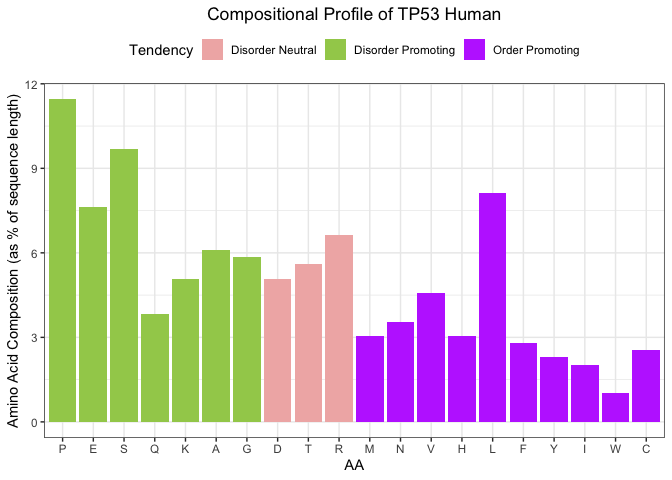 Compositional Profile of TP53 Human
Tendency Disorder Neutral Disorder Promoting Order Promoting
Amino Acid Composition (as % of sequence length)
12
9
6
3
0
P E S Q K A G D T R M N V H L F Y I W C
AA